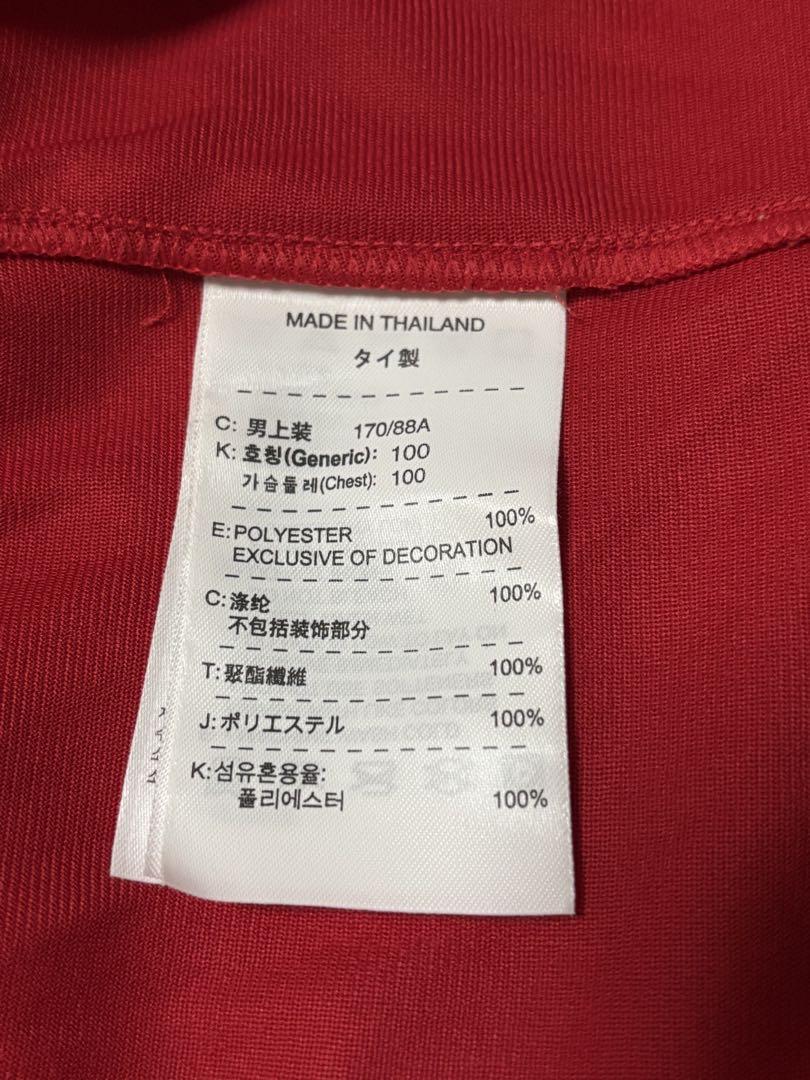 MADE IN THAILAND
タイ製
C: 男上装 170/88A
K: 호칭(Generic): 100
가슴둘레(Chest): 100
E: POLYESTER 100%
EXCLUSIVE OF DECORATION
C: 涤纶 100%
不包括装饰部分
T: 聚酯纖維 100%
J: ポリエステル 100%
K: 섬유혼용율:
폴리에스터 100%